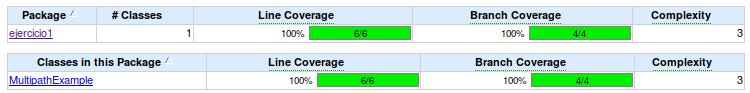 Package # Classes Line Coverage Branch Coverage Complexity
ejercicio1 1 100% 6/6 100% 4/4 3
Classes in this Package Line Coverage Branch Coverage Complexity
MultipathExample 100% 6/6 100% 4/4 3